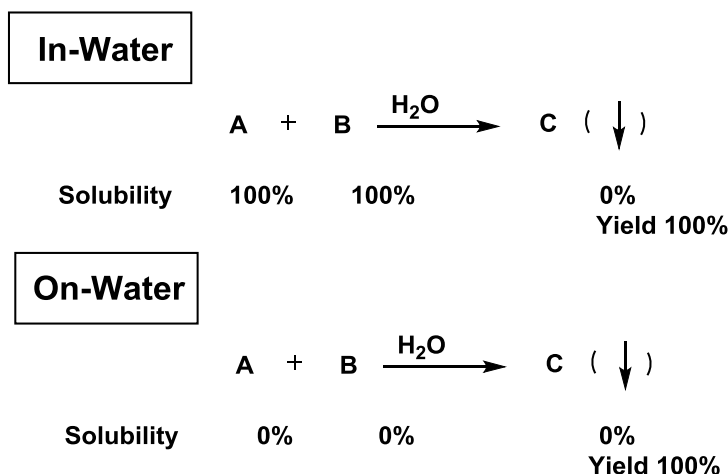 In-Water
H₂O
A + B C ( ↓ )
Solubility 100% 100% 0%
Yield 100%
On-Water
H₂O
A + B C ( ↓ )
Solubility 0% 0% 0%
Yield 100%